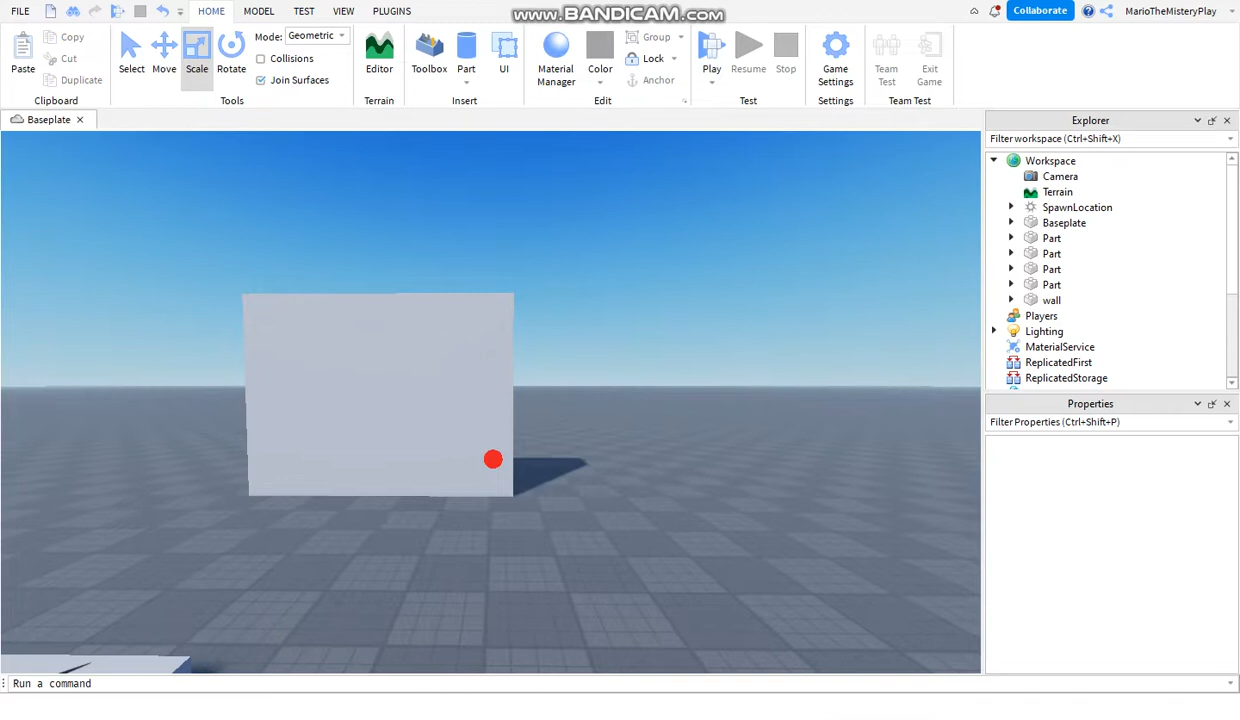 FILE
HOME
MODEL
TEST
VIEW
PLUGINS
www.BANDICAM.com
Collaborate
MarioTheMisteryPlay
Paste
Copy
Cut
Duplicate
Clipboard
Select
Move
Scale
Rotate
Mode: Geometric
Collisions
Join Surfaces
Tools
Editor
Terrain
Toolbox
Part
UI
Insert
Material
Manager
Color
Group
Lock
Anchor
Edit
Play
Resume
Stop
Test
Game
Settings
Settings
Team
Test
Exit
Game
Team Test
Baseplate
Explorer
Filter workspace (Ctrl+Shift+X)
Workspace
Camera
Terrain
SpawnLocation
Baseplate
Part
Part
Part
Part
wall
Players
Lighting
MaterialService
ReplicatedFirst
ReplicatedStorage
Properties
Filter Properties (Ctrl+Shift+P)
Run a command